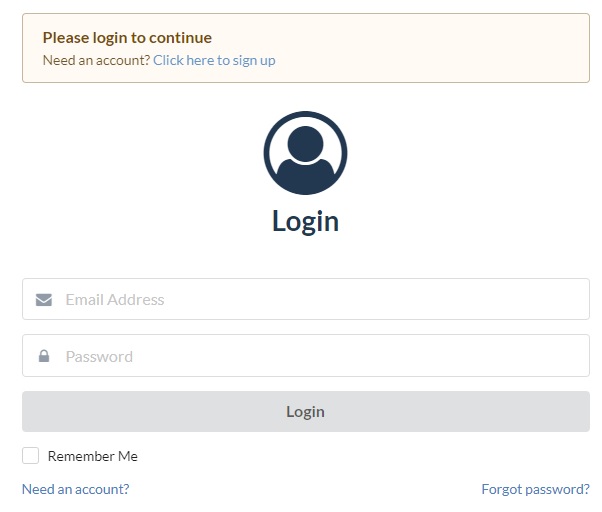 Please login to continue
Need an account? Click here to sign up
Login
Email Address
Password
Login
Remember Me
Need an account? Forgot password?